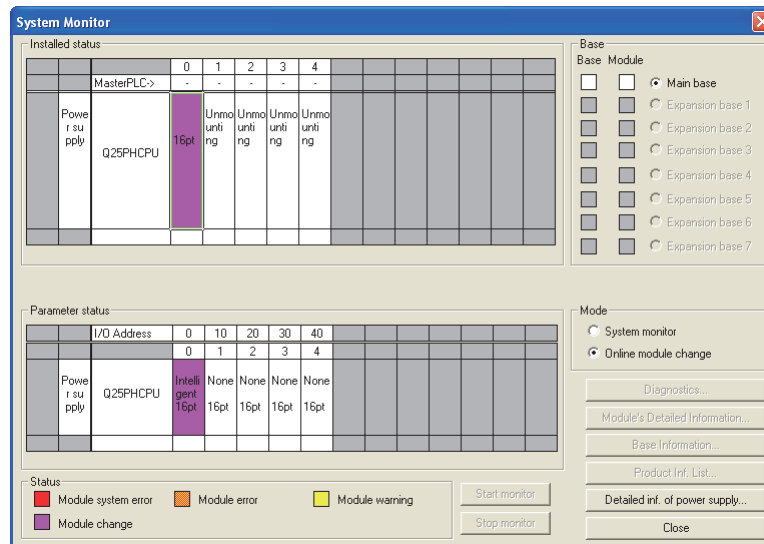 System Monitor
Installed status
0 1 2 3 4
MasterPLC-> - - - - -
Powe
r su
pply
Q25PHCPU
16pt
Unmo
unti
ng
Unmo
unti
ng
Unmo
unti
ng
Unmo
unti
ng
Base
Base Module
Main base
Expansion base 1
Expansion base 2
Expansion base 3
Expansion base 4
Expansion base 5
Expansion base 6
Expansion base 7
Parameter status
I/O Address 0 10 20 30 40
0 1 2 3 4
Powe
r su
pply
Q25PHCPU
Intelli
gent
16pt
None
16pt
None
16pt
None
16pt
None
16pt
Mode
System monitor
Online module change
Diagnostics...
Module's Detailed Information...
Base Information...
Product Inf. List...
Detailed inf. of power supply...
Close
Status
Module system error
Module error
Module warning
Module change
Start monitor
Stop monitor